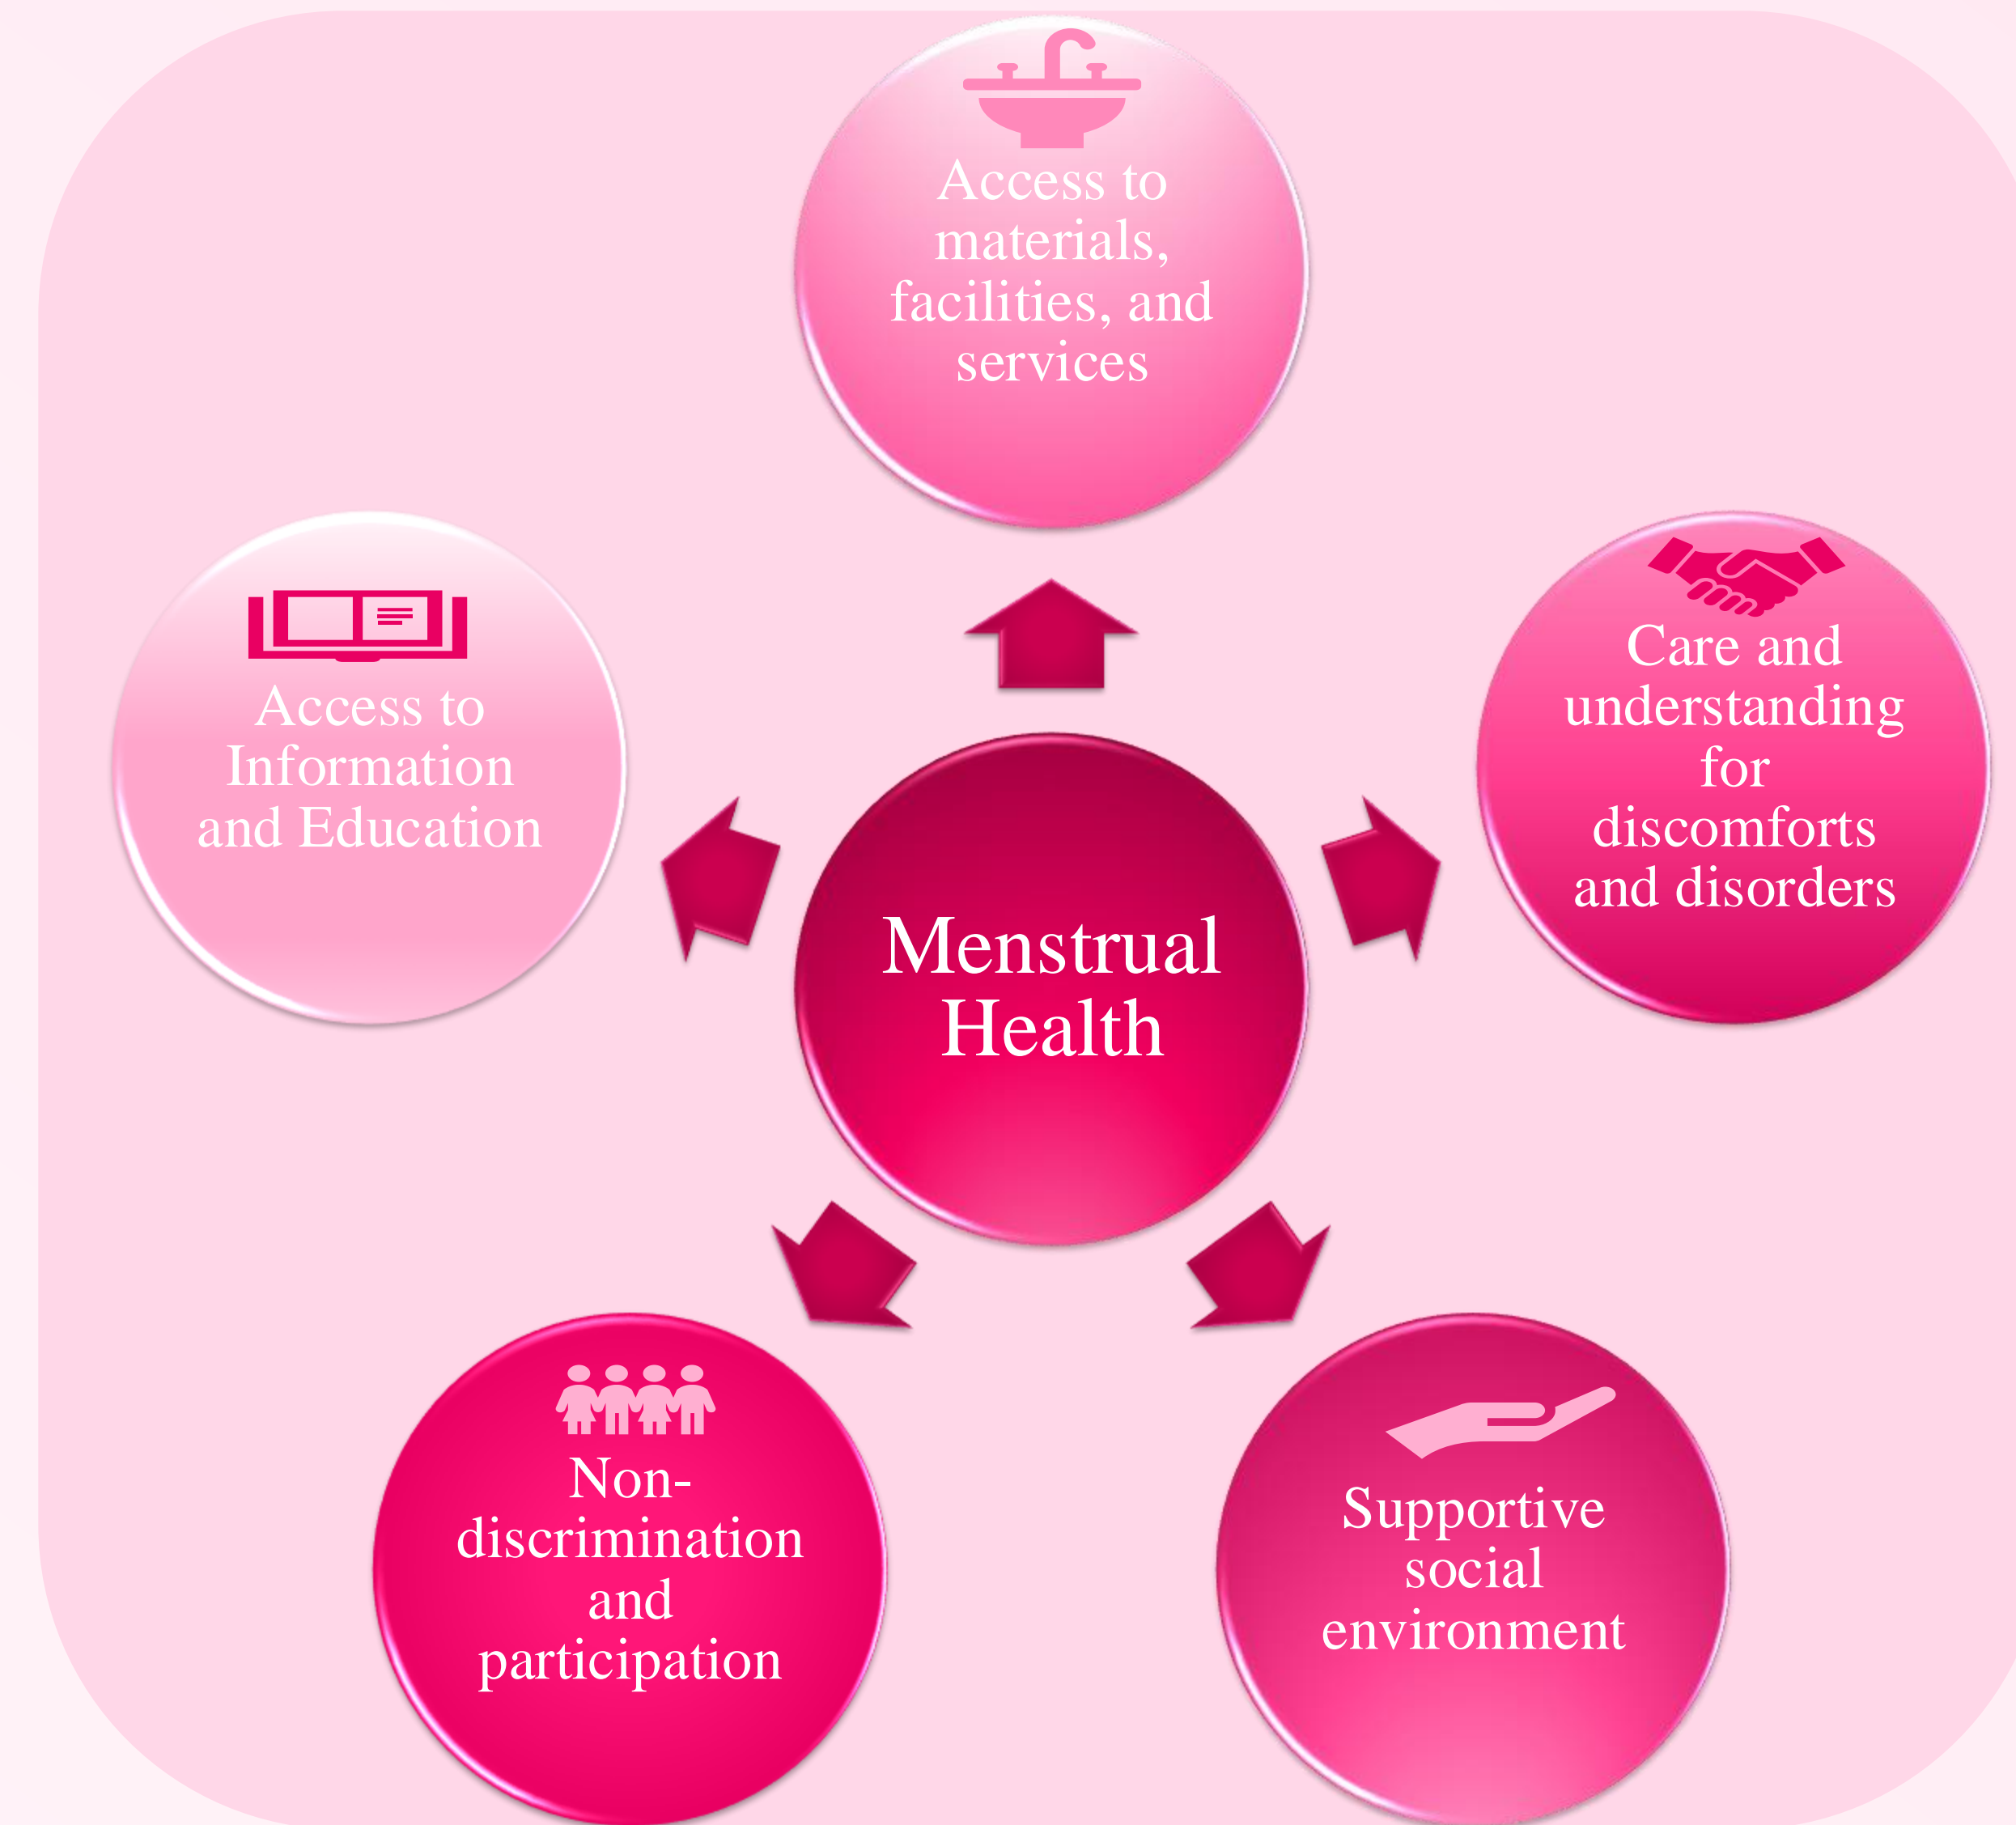 Access to
materials,
facilities, and
services
Care and
understanding
for
discomforts
and disorders
Access to
Information
and Education
Menstrual
Health
Non-
discrimination
and
participation
Supportive
social
environment